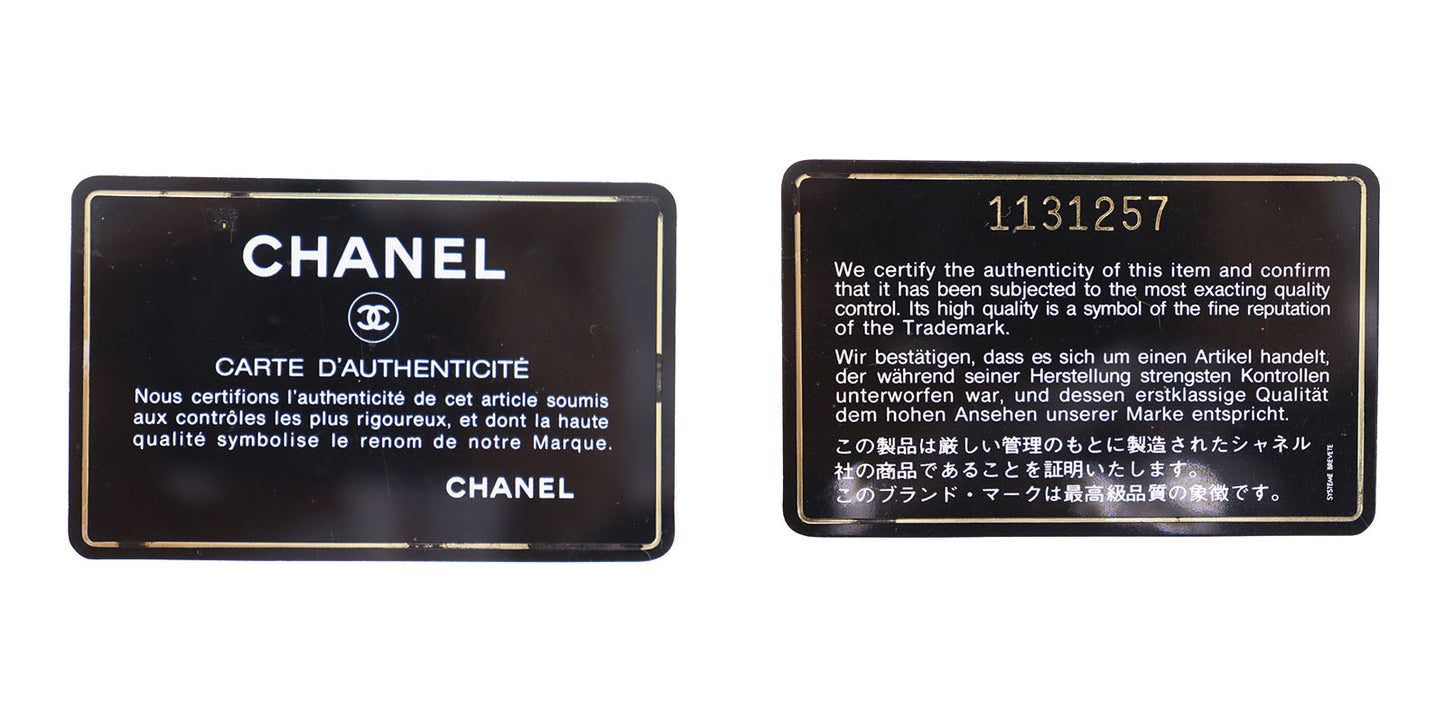 CHANEL
CARTE D'AUTHENTICITÉ
Nous certifions l'authenticité de cet article soumis
aux contrôles les plus rigoureux, et dont la haute
qualité symbolise le renom de notre Marque.
CHANEL
1131257
We certify the authenticity of this item and confirm
that it has been subjected to the most exacting quality
control. Its high quality is a symbol of the fine reputation
of the Trademark.
Wir bestätigen, dass es sich um einen Artikel handelt,
der während seiner Herstellung strengsten Kontrollen
unterworfen war, und dessen erstklassige Qualität
dem hohen Ansehen unserer Marke entspricht.
この製品は厳しい管理のもとに製造されたシャネル
社の商品であることを証明いたします。
このブランド・マークは最高級品質の象徴です。
SYSTEME BREVETE